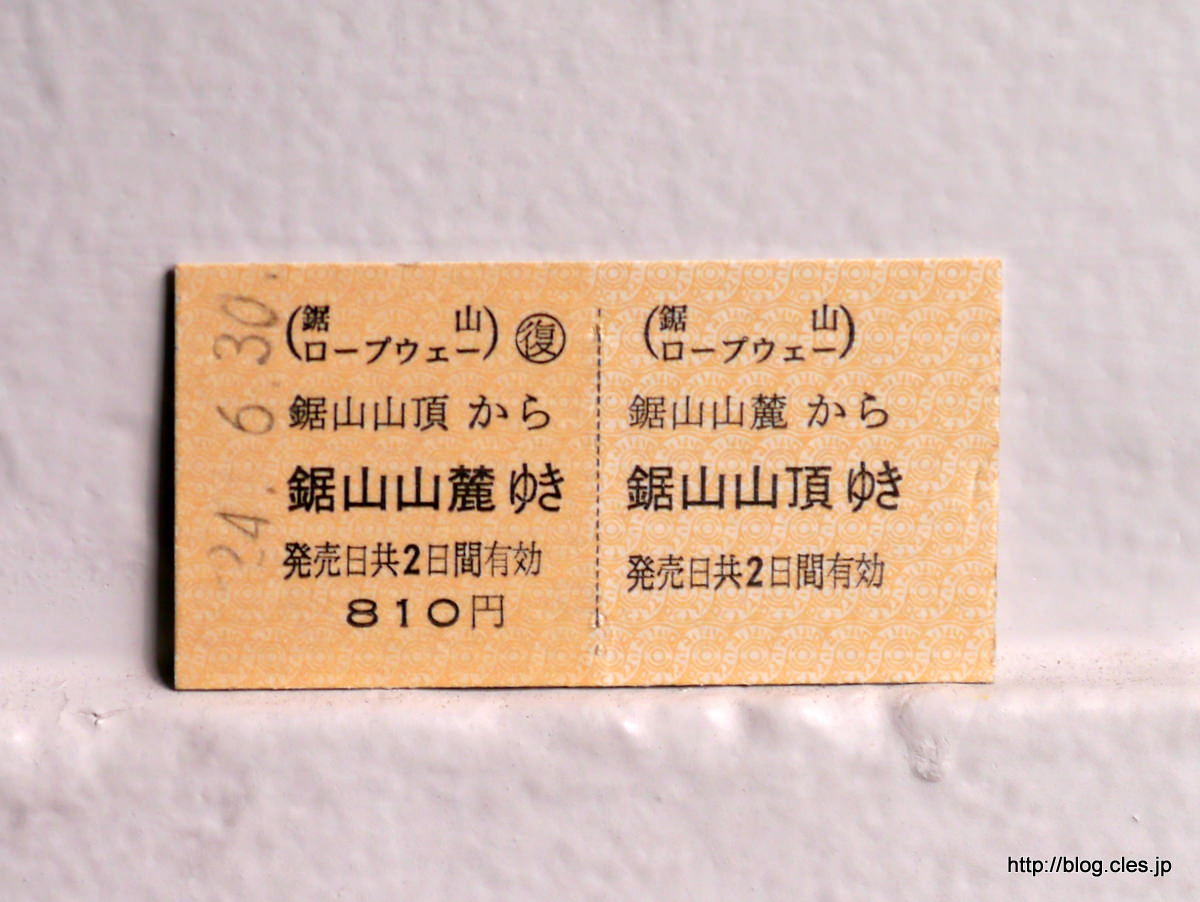 24.6.30.
(鋸山
ロープウェー) ㊝復
鋸山山頂から
鋸山山麓ゆき
発売日共2日間有効
810円
(鋸山
ロープウェー)
鋸山山麓から
鋸山山頂ゆき
発売日共2日間有効
http://blog.cles.jp